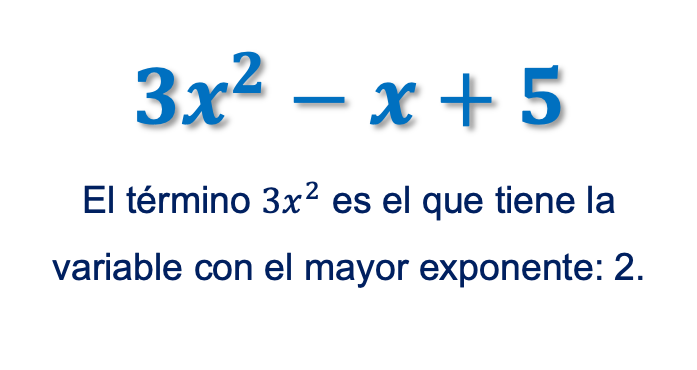 3x² − x + 5
El término 3x² es el que tiene la
variable con el mayor exponente: 2.